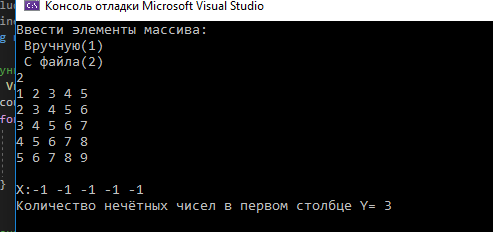 Консоль отладки Microsoft Visual Studio
Ввести элементы массива:
Вручную(1)
С файла(2)
2
1 2 3 4 5
2 3 4 5 6
3 4 5 6 7
4 5 6 7 8
5 6 7 8 9
X:-1 -1 -1 -1 -1
Количество нечётных чисел в первом столбце Y= 3